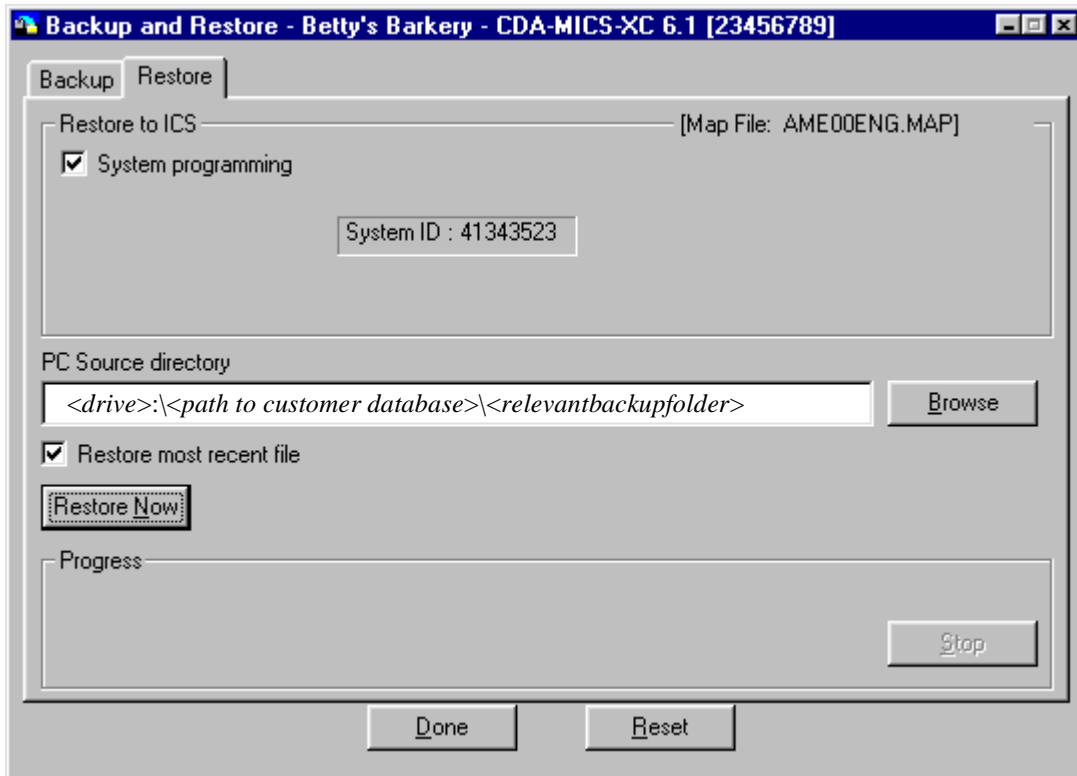 Backup and Restore - Betty's Barkery - CDA-MICS-XC 6.1 [23456789]
Backup Restore
Restore to ICS [Map File: AME00ENG.MAP]
System programming
System ID : 41343523
PC Source directory
<drive>:\<path to customer database>\<relevantbackupfolder> Browse
Restore most recent file
Restore Now
Progress
Stop
Done Reset